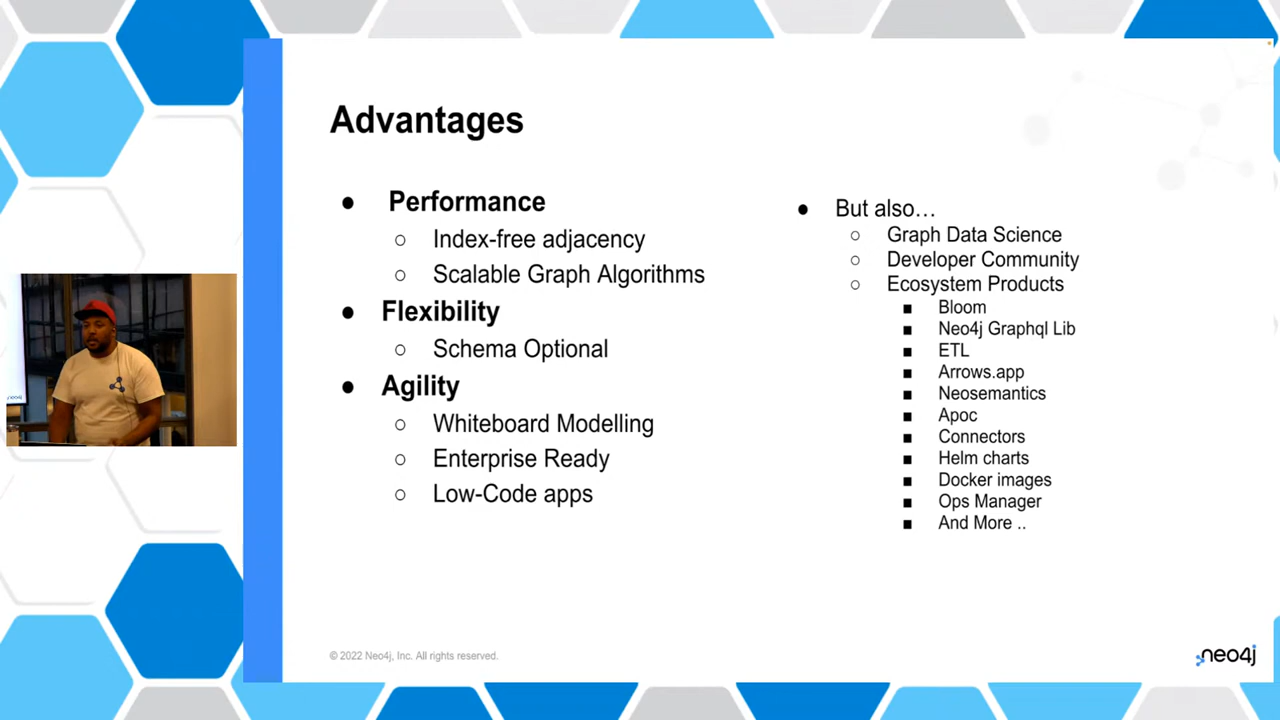 Advantages
Performance
Index-free adjacency
Scalable Graph Algorithms
Flexibility
Schema Optional
Agility
Whiteboard Modelling
Enterprise Ready
Low-Code apps
But also…
Graph Data Science
Developer Community
Ecosystem Products
Bloom
Neo4j Graphql Lib
ETL
Arrows.app
Neosemantics
Apoc
Connectors
Helm charts
Docker images
Ops Manager
And More ..
© 2022 Neo4j, Inc. All rights reserved.
neo4j
neo4j